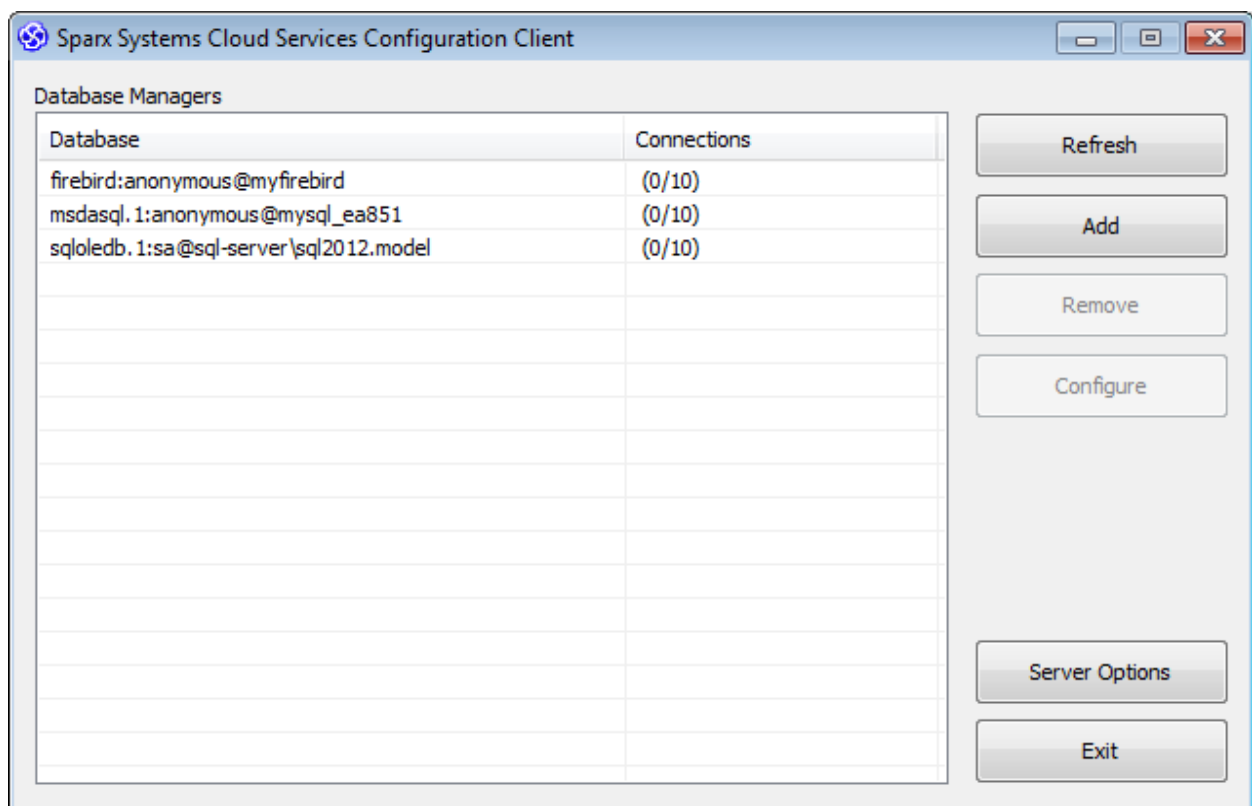 Sparx Systems Cloud Services Configuration Client
Database Managers
Database Connections
firebird:anonymous@myfirebird (0/10)
msdasql.1:anonymous@mysql_ea851 (0/10)
sqloledb.1:sa@sql-server\sql2012.model (0/10)
Refresh
Add
Remove
Configure
Server Options
Exit